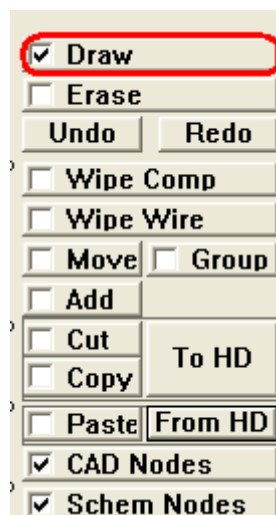 Draw
Erase
Undo Redo
Wipe Comp
Wipe Wire
Move Group
Add
Cut
To HD
Copy
Paste From HD
CAD Nodes
Schem Nodes